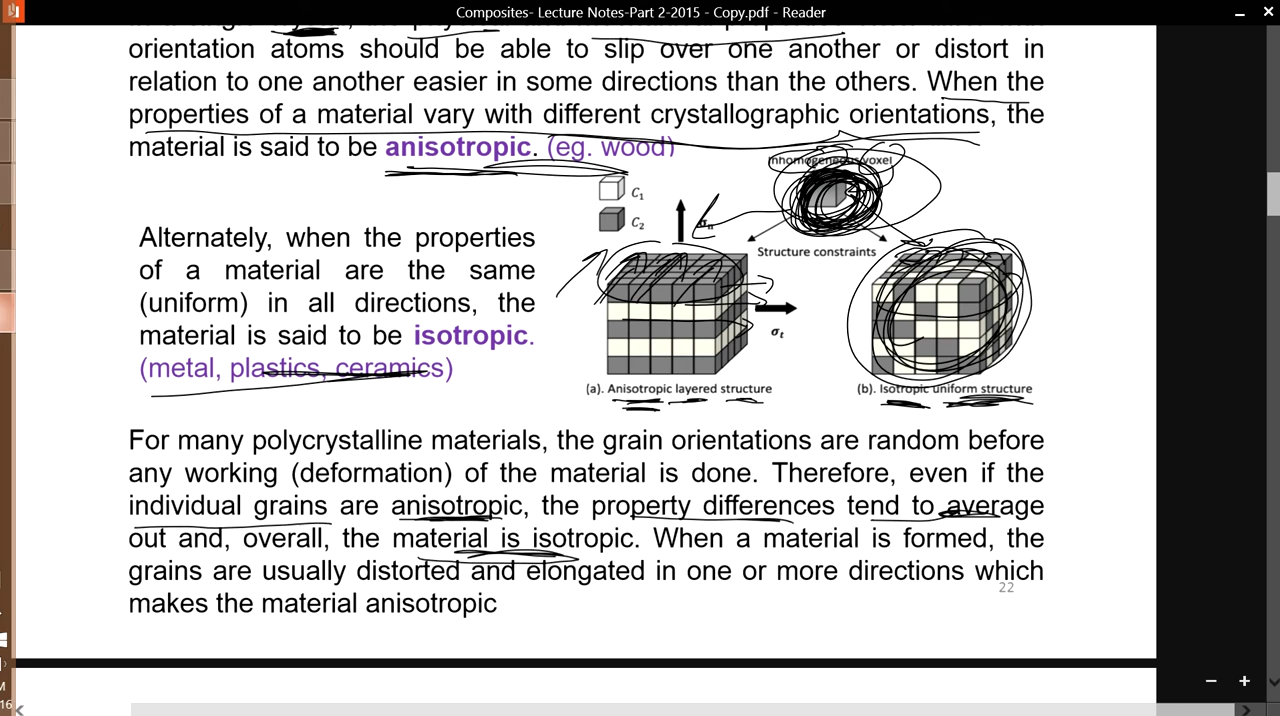 Composites- Lecture Notes-Part 2-2015 - Copy.pdf - Reader
orientation atoms should be able to slip over one another or distort in
relation to one another easier in some directions than the others. When the
properties of a material vary with different crystallographic orientations, the
material is said to be anisotropic. (eg. wood)
Inhomogeneous voxel
C1
C2
Structure constraints
σt
Alternately, when the properties
of a material are the same
(uniform) in all directions, the
material is said to be isotropic.
(metal, plastics, ceramics)
(a). Anisotropic layered structure
(b). Isotropic uniform structure
For many polycrystalline materials, the grain orientations are random before
any working (deformation) of the material is done. Therefore, even if the
individual grains are anisotropic, the property differences tend to average
out and, overall, the material is isotropic. When a material is formed, the
grains are usually distorted and elongated in one or more directions which
makes the material anisotropic
22